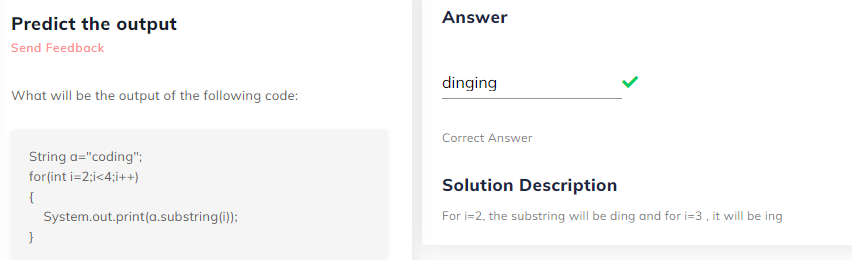 Predict the output
Send Feedback
What will be the output of the following code:
String a="coding";
for(int i=2;i<4;i++)
{
System.out.print(a.substring(i));
}
Answer
dinging
Correct Answer
Solution Description
For i=2, the substring will be ding and for i=3 , it will be ing